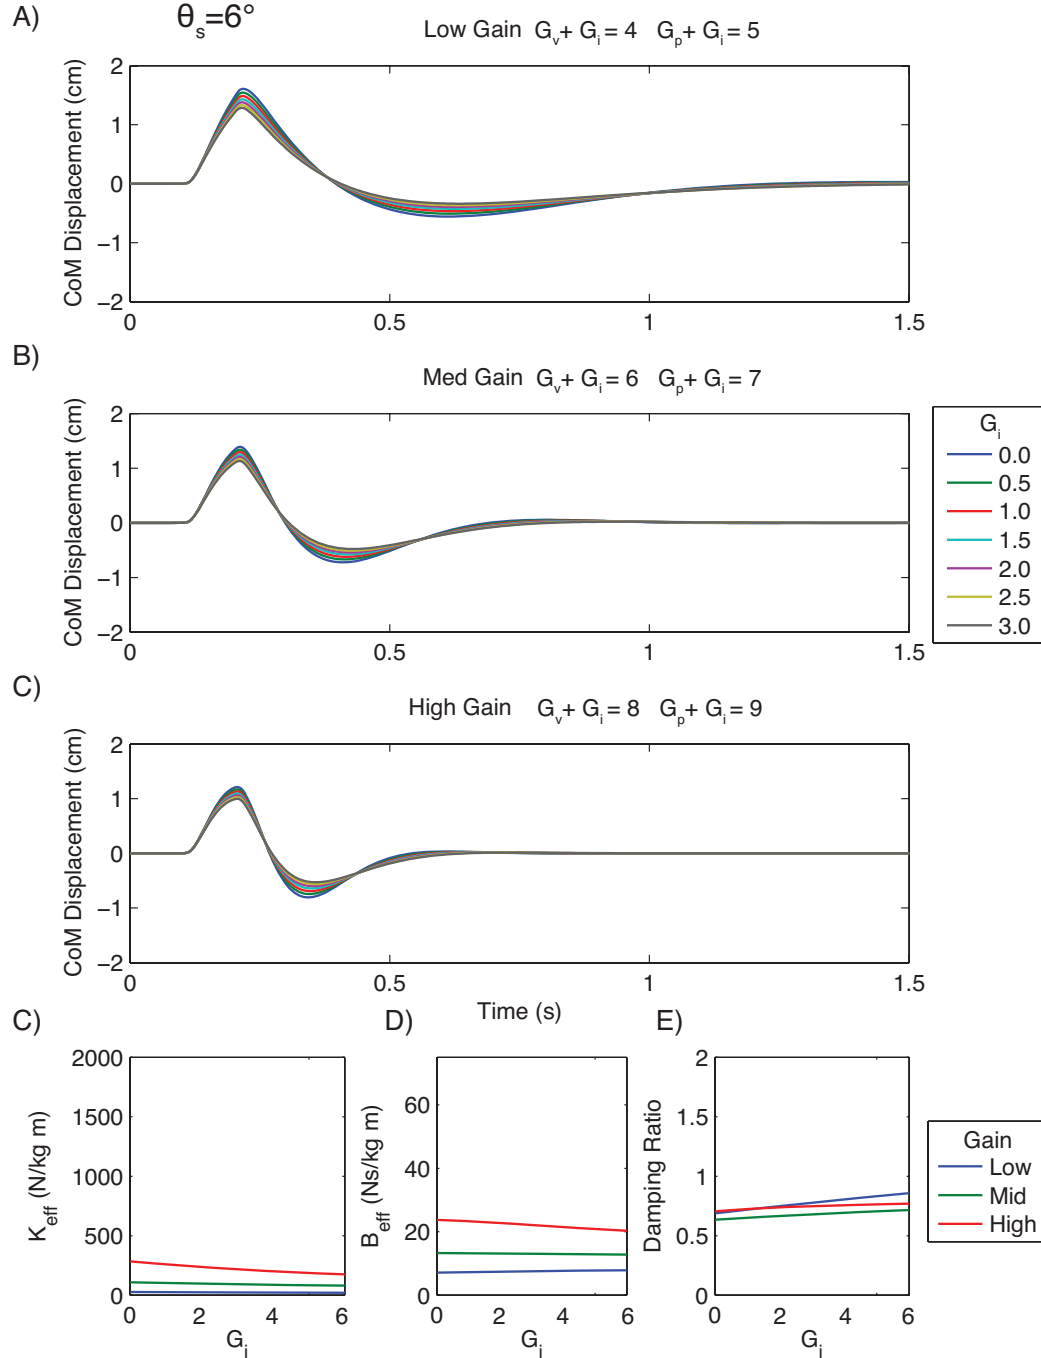 A)
θs=6°
Low Gain Gv+ Gi = 4 Gp+ Gi = 5
CoM Displacement (cm)
2
1
0
−1
−2
0 0.5 1 1.5
B)
Med Gain Gv+ Gi = 6 Gp+ Gi = 7
CoM Displacement (cm)
2
1
0
−1
−2
0 0.5 1 1.5
Gi
0.0
0.5
1.0
1.5
2.0
2.5
3.0
C)
High Gain Gv+ Gi = 8 Gp+ Gi = 9
CoM Displacement (cm)
2
1
0
−1
−2
0 0.5 1 1.5
Time (s)
C)
Keff (N/kg m)
2000
1500
1000
500
0
0 2 4 6
Gi
D)
Beff (Ns/kg m)
60
40
20
0
0 2 4 6
Gi
E)
Damping Ratio
2
1.5
1
0.5
0
0 2 4 6
Gi
Gain
Low
Mid
High